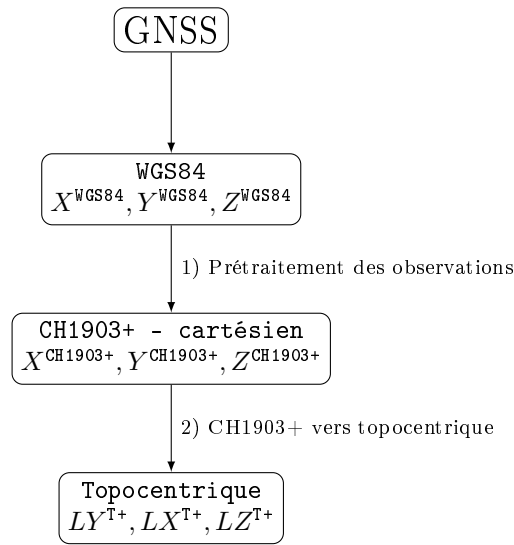 GNSS
WGS84
X^WGS84, Y^WGS84, Z^WGS84
1) Prétraitement des observations
CH1903+ - cartésien
X^CH1903+, Y^CH1903+, Z^CH1903+
2) CH1903+ vers topocentrique
Topocentrique
LY^T+, LX^T+, LZ^T+